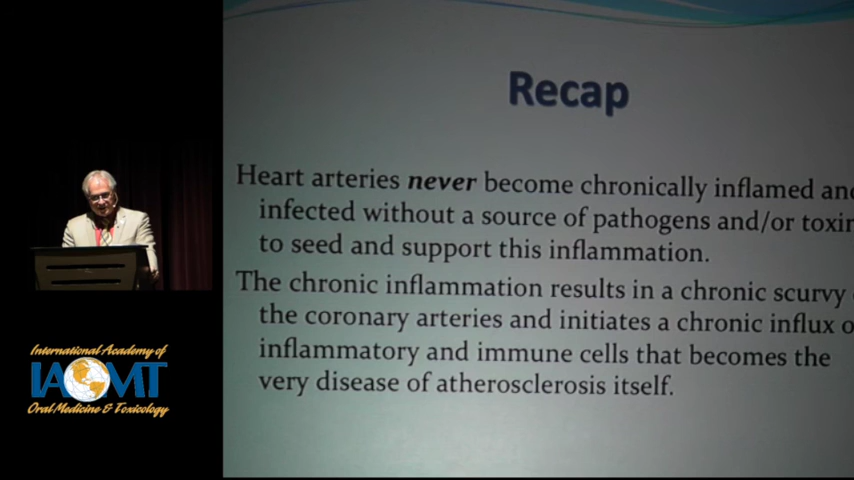 Recap
Heart arteries never become chronically inflamed and
infected without a source of pathogens and/or toxin
to seed and support this inflammation.
The chronic inflammation results in a chronic scurvy
the coronary arteries and initiates a chronic influx o
inflammatory and immune cells that becomes the
very disease of atherosclerosis itself.
International Academy of
IAOMT
Oral Medicine & Toxicology